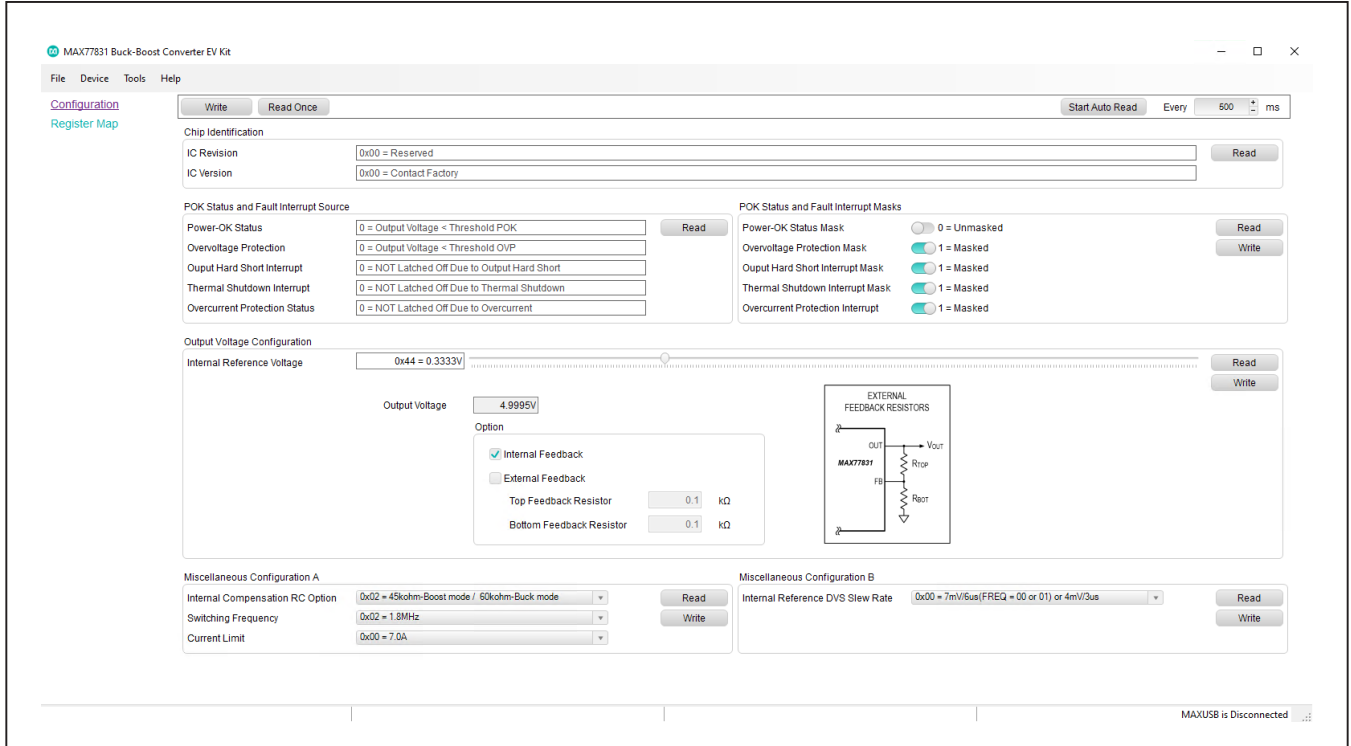 MAX77831 Buck-Boost Converter EV Kit
File Device Tools Help
Configuration
Register Map
Write Read Once Start Auto Read Every 500 ms
Chip Identification
IC Revision 0x00 = Reserved Read
IC Version 0x00 = Contact Factory
POK Status and Fault Interrupt Source
Power-OK Status 0 = Output Voltage < Threshold POK Read
Overvoltage Protection 0 = Output Voltage < Threshold OVP
Ouput Hard Short Interrupt 0 = NOT Latched Off Due to Output Hard Short
Thermal Shutdown Interrupt 0 = NOT Latched Off Due to Thermal Shutdown
Overcurrent Protection Status 0 = NOT Latched Off Due to Overcurrent
POK Status and Fault Interrupt Masks
Power-OK Status Mask 0 = Unmasked Read
Overvoltage Protection Mask 1 = Masked Write
Ouput Hard Short Interrupt Mask 1 = Masked
Thermal Shutdown Interrupt Mask 1 = Masked
Overcurrent Protection Interrupt 1 = Masked
Output Voltage Configuration
Internal Reference Voltage 0x44 = 0.3333V Read
Write
Output Voltage 4.9995V
Option
Internal Feedback
External Feedback
Top Feedback Resistor 0.1 kΩ
Bottom Feedback Resistor 0.1 kΩ
EXTERNAL
FEEDBACK RESISTORS
OUT VOUT
MAX77831 RTOP
FB
RBOT
Miscellaneous Configuration A
Internal Compensation RC Option 0x02 = 45kohm-Boost mode / 60kohm-Buck mode Read
Switching Frequency 0x02 = 1.8MHz Write
Current Limit 0x00 = 7.0A
Miscellaneous Configuration B
Internal Reference DVS Slew Rate 0x00 = 7mV/6us(FREQ = 00 or 01) or 4mV/3us Read
Write
MAXUSB is Disconnected